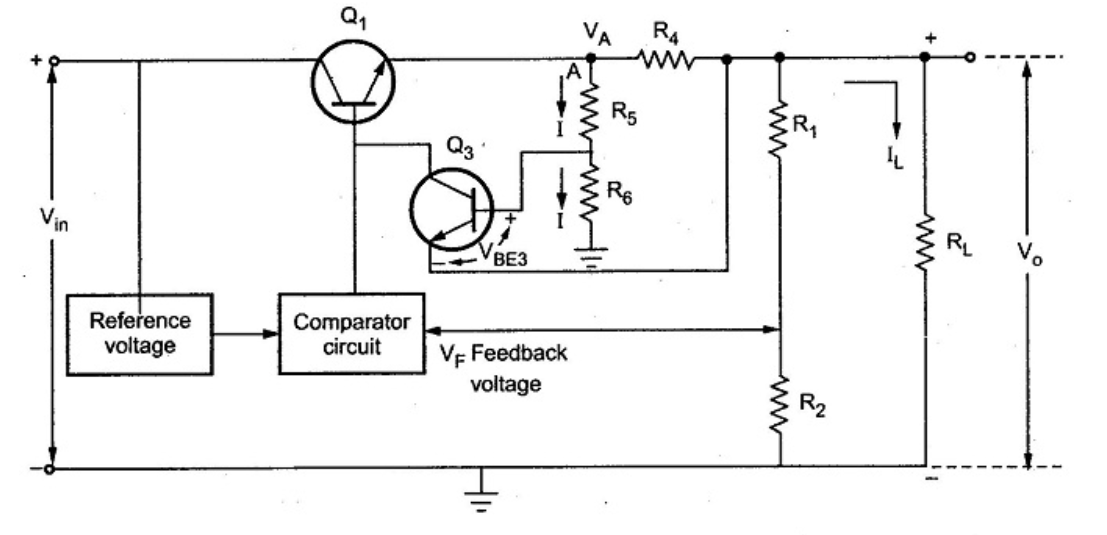 Q1
VA
R4
+
+
A
I
R5
R1
IL
Q3
I
R6
+
VBE3
−
Vin
RL
Vo
Reference
voltage
Comparator
circuit
VF Feedback
voltage
R2
−
−